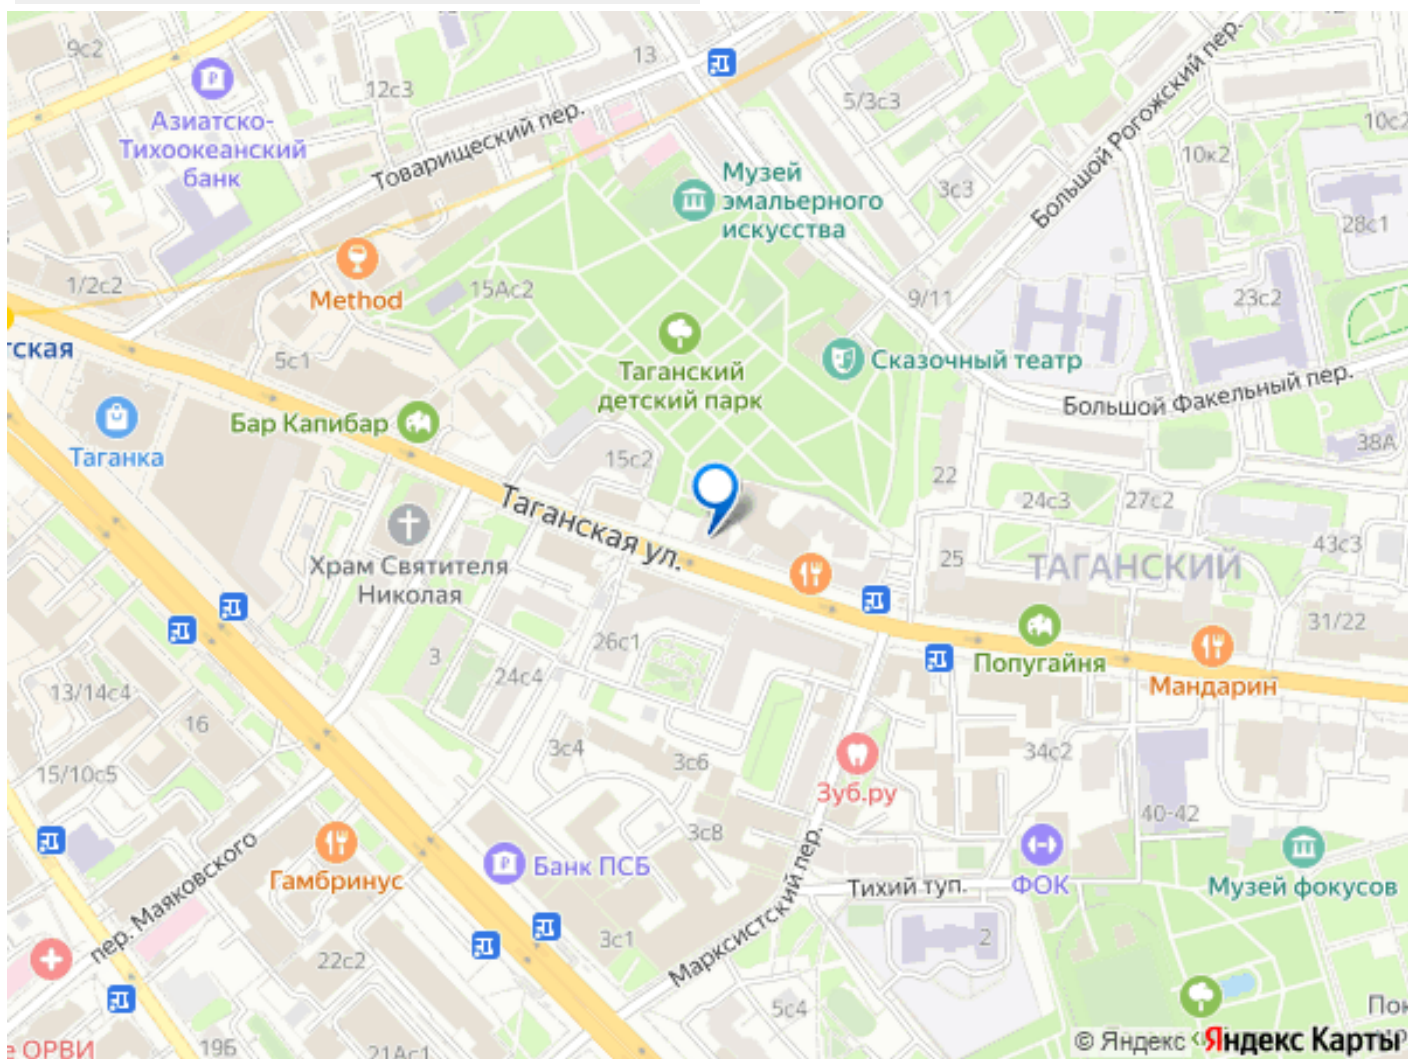 9с2
13
12с3
5/3с3
Большой Рогожский пер.
10с2
Азиатско-
Тихоокеанский
банк
Товарищеский пер.
Музей
эмальерного
искусства
3с3
10к2
28с1
1/2с2
Method
15Ас2
9/11
23с2
тская
5с1
Таганский
детский парк
Сказочный театр
Большой Факельный пер.
Бар Капибар
Таганка
15с2
22
24с3
27с2
38А
Таганская ул.
Храм Святителя
Николая
25
ТАГАНСКИЙ
43с3
31/22
26с1
3
24с4
Попугайня
Мандарин
13/14с4
16
3с4
3с6
34с2
15/10с5
Зуб.ру
40-42
3с8
пер. Маяковского
Гамбринус
Банк ПСБ
Марксистский пер.
Тихий туп.
ФОК
Музей фокусов
2
3с1
22с2
5с4
Пок
е ОРВИ
19Б
21Ас1
© Яндекс
Яндекс Карты